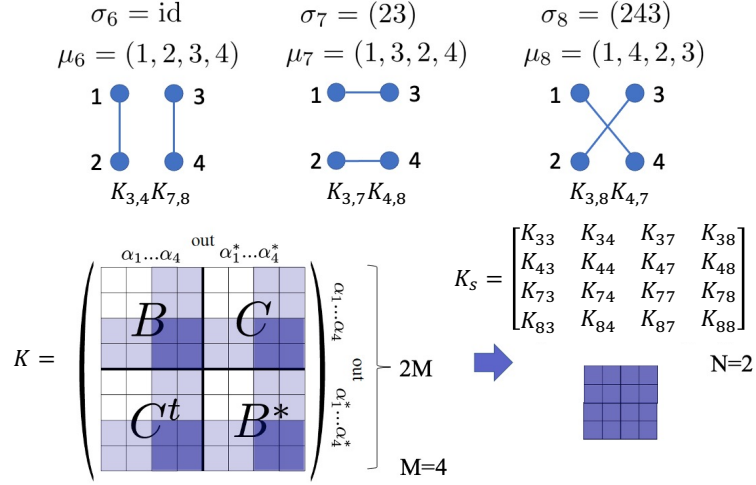 σ₆ = id σ₇ = (23) σ₈ = (243)
μ₆ = (1, 2, 3, 4) μ₇ = (1, 3, 2, 4) μ₈ = (1, 4, 2, 3)
1 3 1 3 1 3
2 4 2 4 2 4
K₃,₄K₇,₈ K₃,₇K₄,₈ K₃,₈K₄,₇
out
α₁...α₄ α₁*...α₄*
K =
B C
Cᵗ B*
α₁...α₄
out
α₁*...α₄*
2M
M=4
Kₛ =
K₃₃ K₃₄ K₃₇ K₃₈
K₄₃ K₄₄ K₄₇ K₄₈
K₇₃ K₇₄ K₇₇ K₇₈
K₈₃ K₈₄ K₈₇ K₈₈
N=2